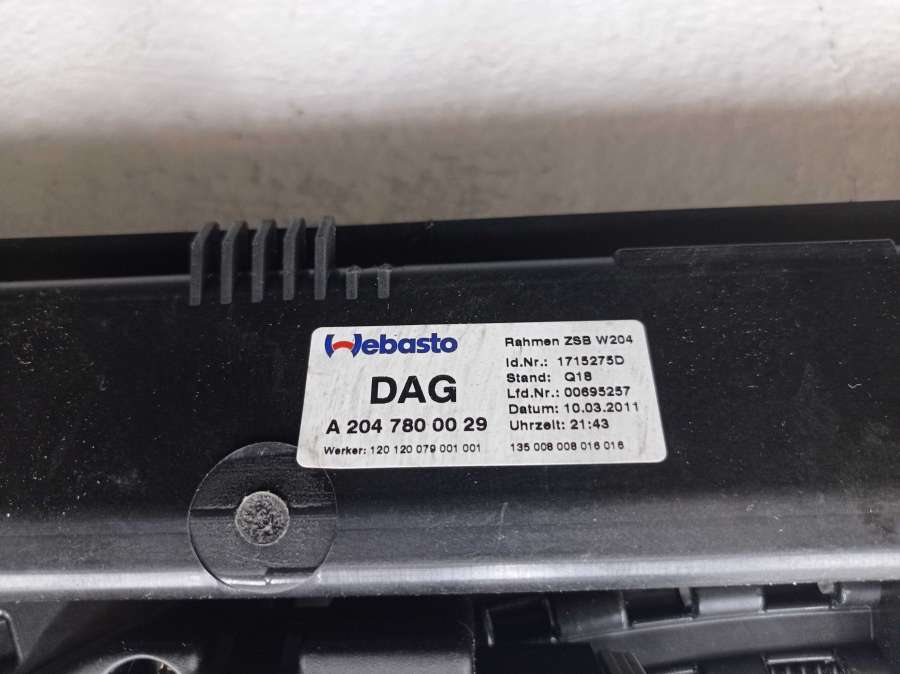 Webasto
DAG
A 204 780 00 29
Werker: 120 120 079 001 001
Rahmen ZSB W204
Id.Nr.: 1715275D
Stand: Q18
Lfd.Nr.: 00695257
Datum: 10.03.2011
Uhrzeit: 21:43
135 008 008 016 016